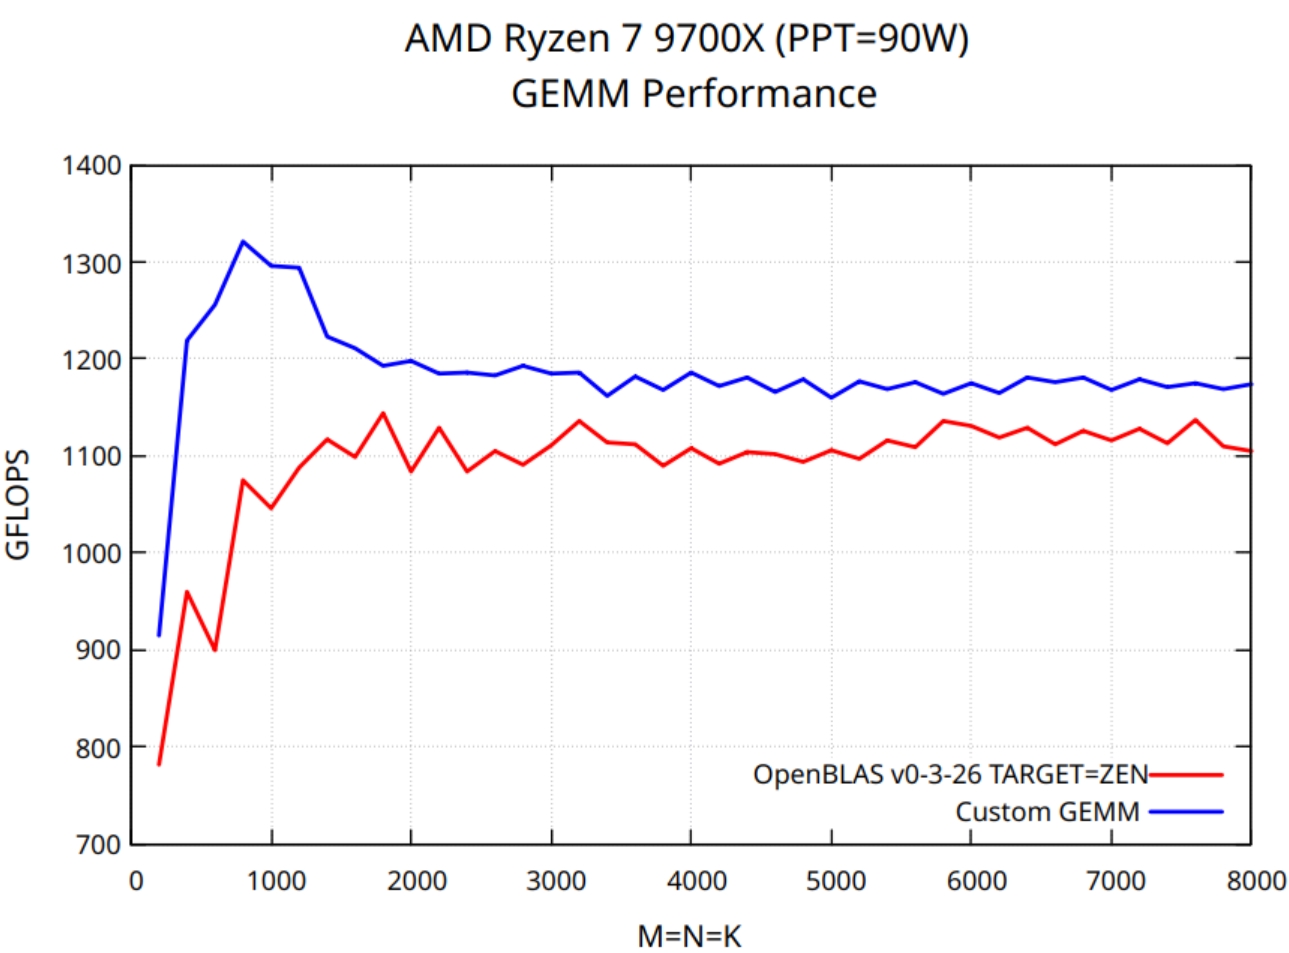 AMD Ryzen 7 9700X (PPT=90W)
GEMM Performance
1400
1300
1200
1100
1000
900
800
700
GFLOPS
OpenBLAS v0-3-26 TARGET=ZEN
Custom GEMM
0 1000 2000 3000 4000 5000 6000 7000 8000
M=N=K